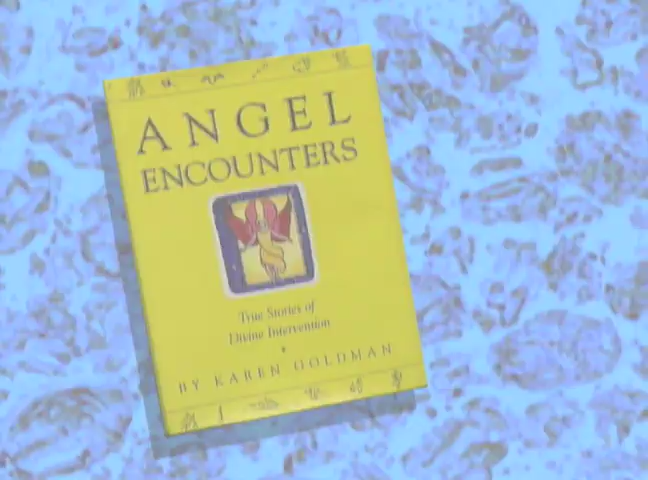 ANGEL
ENCOUNTERS
True Stories of
Divine Intervention
BY KAREN GOLDMAN